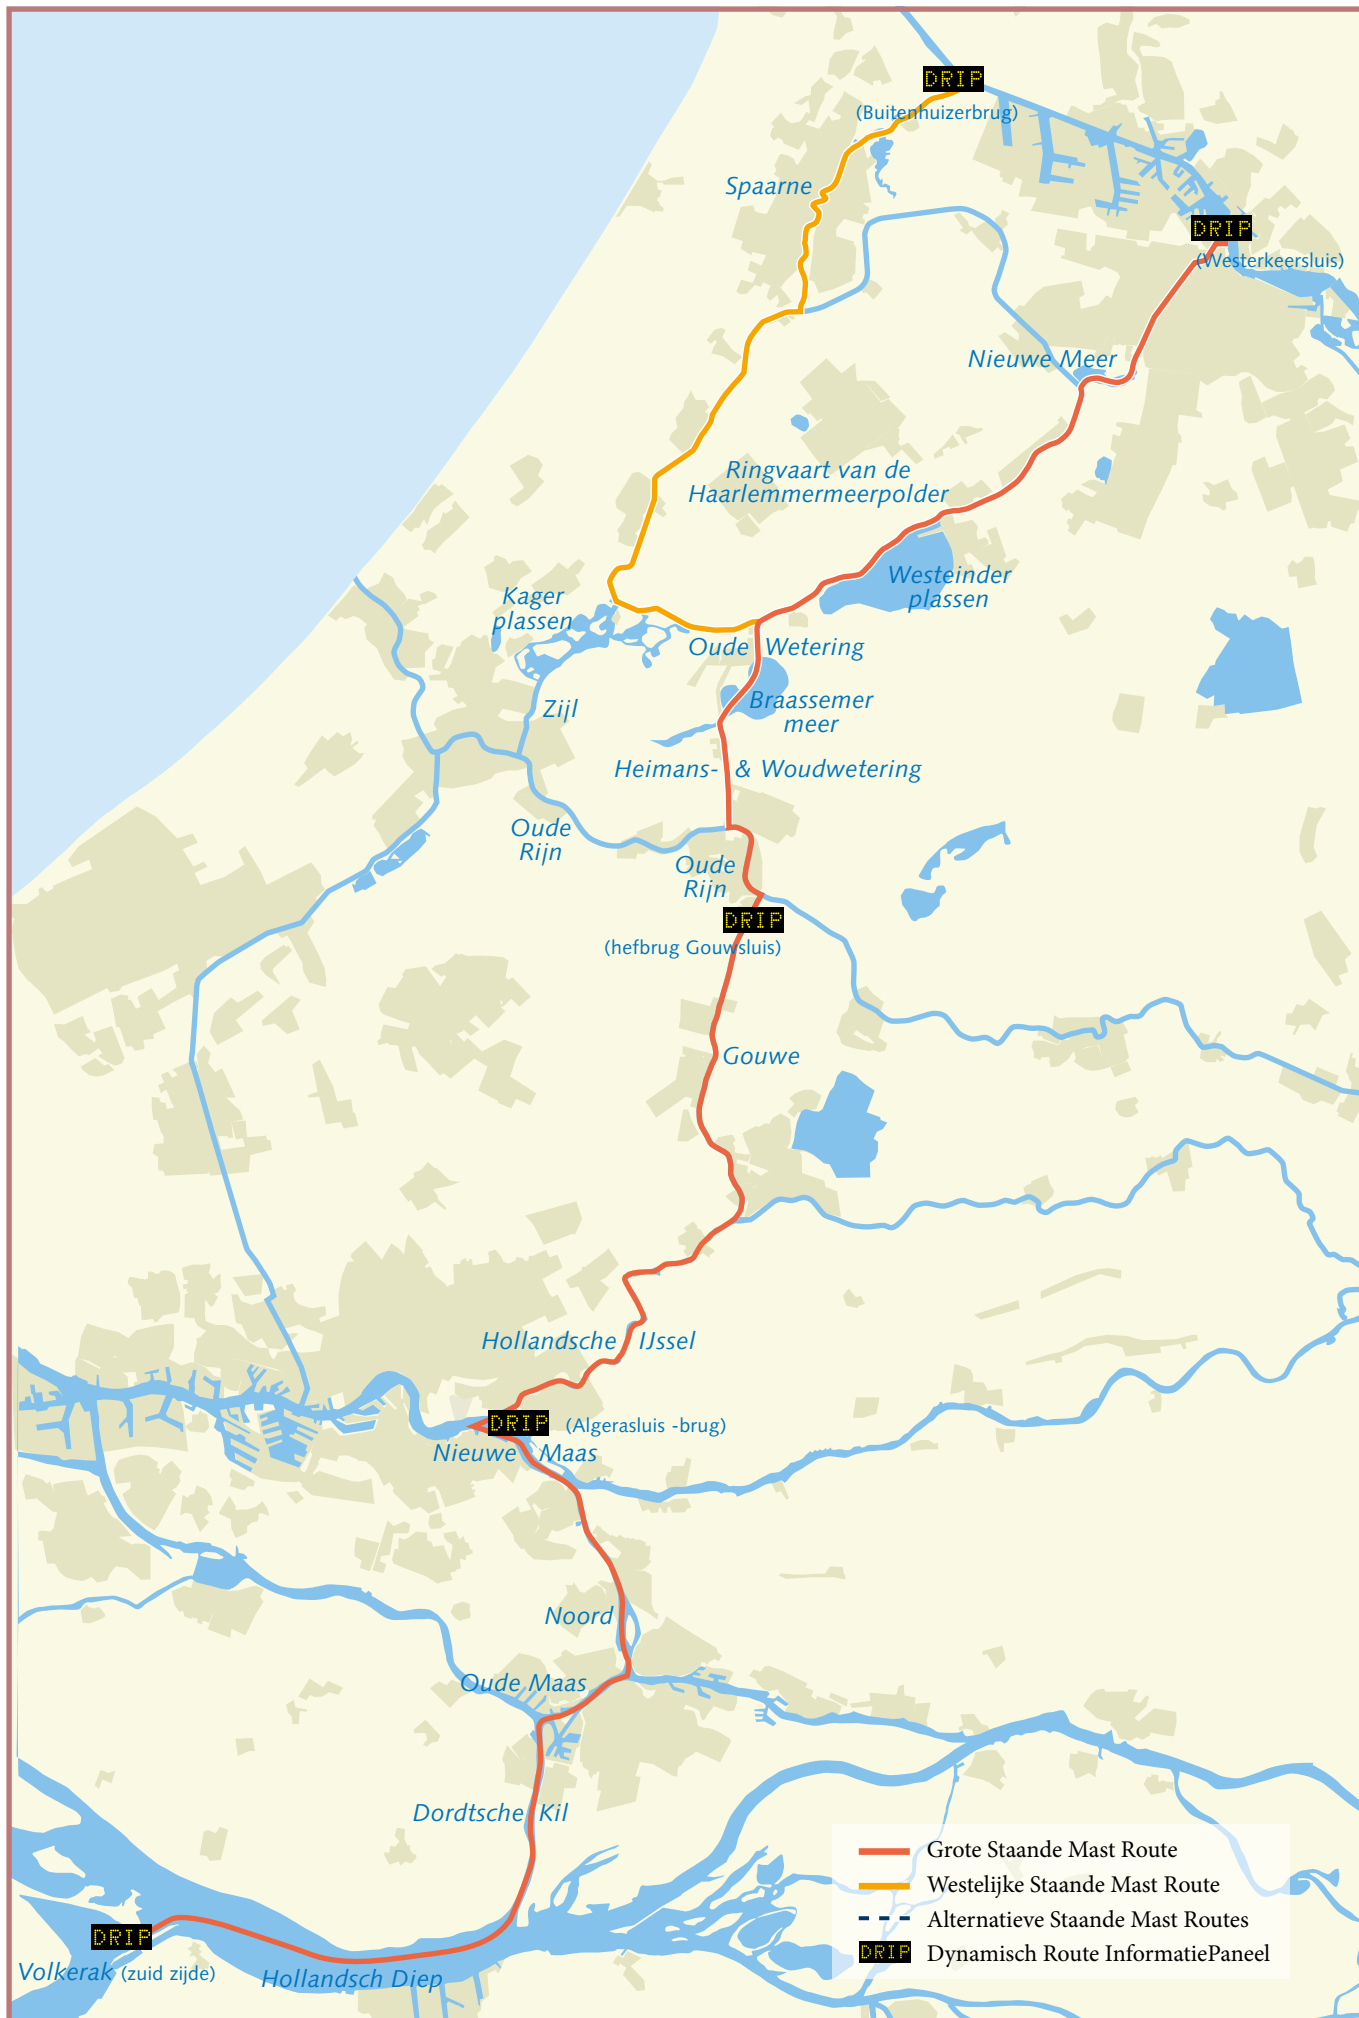 DRIP
(Buitenhuizerbrug)
Spaarne
DRIP
(Westerkeersluis)
Nieuwe Meer
Ringvaart van de
Haarlemmermeerpolder
Westeinder
plassen
Kager
plassen
Oude Wetering
Braassemer
meer
Zijl
Heimans- & Woudwetering
Oude
Rijn
Oude
Rijn
DRIP
(hefbrug Gouwsluis)
Gouwe
Hollandsche IJssel
DRIP (Algerasluis -brug)
Nieuwe Maas
Noord
Oude Maas
Dordtsche Kil
DRIP
Volkerak (zuid zijde)
Hollandsch Diep
Grote Staande Mast Route
Westelijke Staande Mast Route
Alternatieve Staande Mast Routes
DRIP Dynamisch Route InformatiePaneel